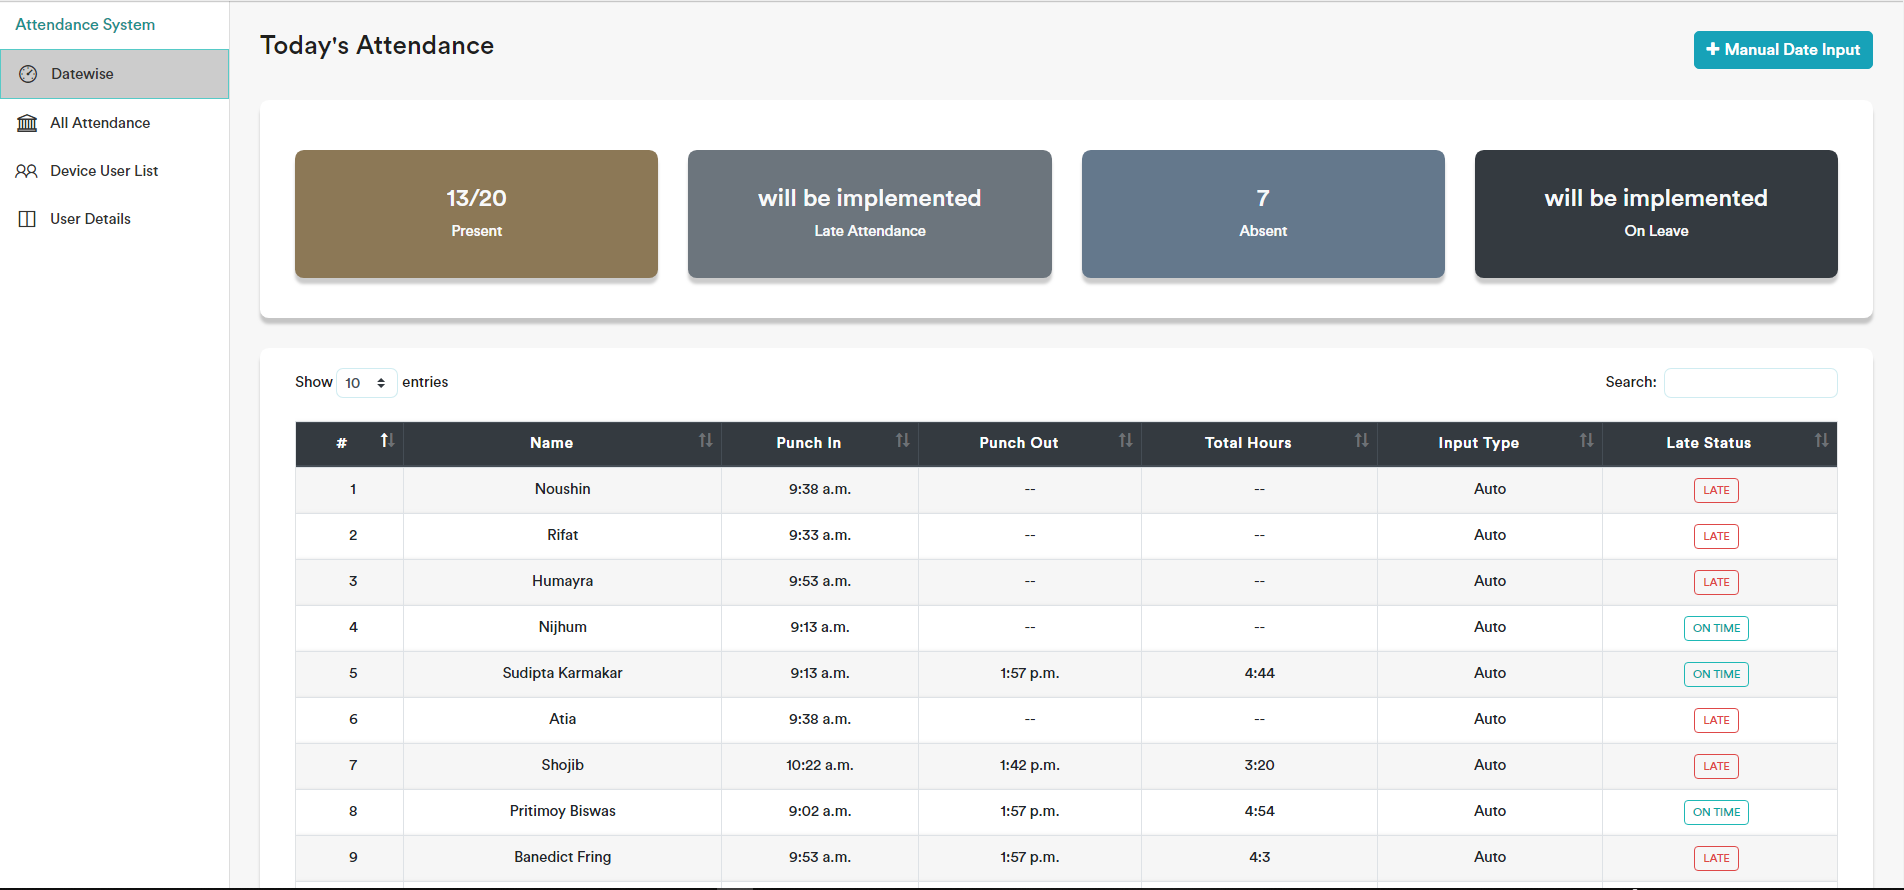 Attendance System
Datewise
All Attendance
Device User List
User Details
Today's Attendance
+ Manual Date Input
13/20
Present
will be implemented
Late Attendance
7
Absent
will be implemented
On Leave
Show 10 entries
Search:
# Name Punch In Punch Out Total Hours Input Type Late Status
1 Noushin 9:38 a.m. -- -- Auto LATE
2 Rifat 9:33 a.m. -- -- Auto LATE
3 Humayra 9:53 a.m. -- -- Auto LATE
4 Nijhum 9:13 a.m. -- -- Auto ON TIME
5 Sudipta Karmakar 9:13 a.m. 1:57 p.m. 4:44 Auto ON TIME
6 Atia 9:38 a.m. -- -- Auto LATE
7 Shojib 10:22 a.m. 1:42 p.m. 3:20 Auto LATE
8 Pritimoy Biswas 9:02 a.m. 1:57 p.m. 4:54 Auto ON TIME
9 Banedict Fring 9:53 a.m. 1:57 p.m. 4:3 Auto LATE